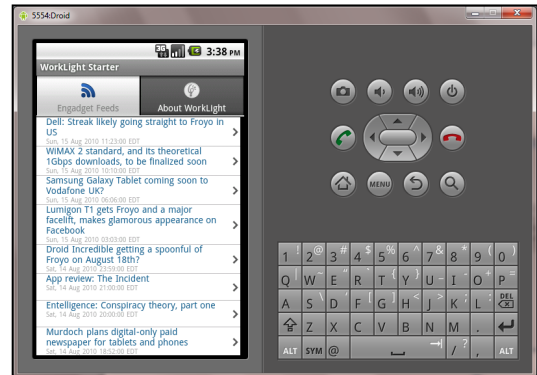 5554:Droid
3G
3:38 PM
WorkLight Starter
Engadget Feeds
About WorkLight
Dell: Streak likely going straight to Froyo in
US
Sun, 15 Aug 2010 11:23:00 EDT
WIMAX 2 standard, and its theoretical
1Gbps downloads, to be finalized soon
Sun, 15 Aug 2010 10:10:00 EDT
Samsung Galaxy Tablet coming soon to
Vodafone UK?
Sun, 15 Aug 2010 06:06:00 EDT
Lumigon T1 gets Froyo and a major
facelift, makes glamorous appearance on
Facebook
Sun, 15 Aug 2010 03:03:00 EDT
Droid Incredible getting a spoonful of
Froyo on August 18th?
Sat, 14 Aug 2010 23:59:00 EDT
App review: The Incident
Sat, 14 Aug 2010 21:00:00 EDT
Entelligence: Conspiracy theory, part one
Sat, 14 Aug 2010 20:00:00 EDT
Murdoch plans digital-
only paid
newspaper for tablets and phones
Sat, 14 Aug 2010 18:52:00 EDT
MENU
1 ! 2 @ 3 # 4 $ 5 % 6 ^ 7 & 8 * 9 ( 0 )
Q | W ~ E " R ` T { Y } U _ I - O + P =
A S \ D ' F [ G ] H < J > K ; L : DEL
Z X C V B N M .
ALT SYM @ / ? , ALT